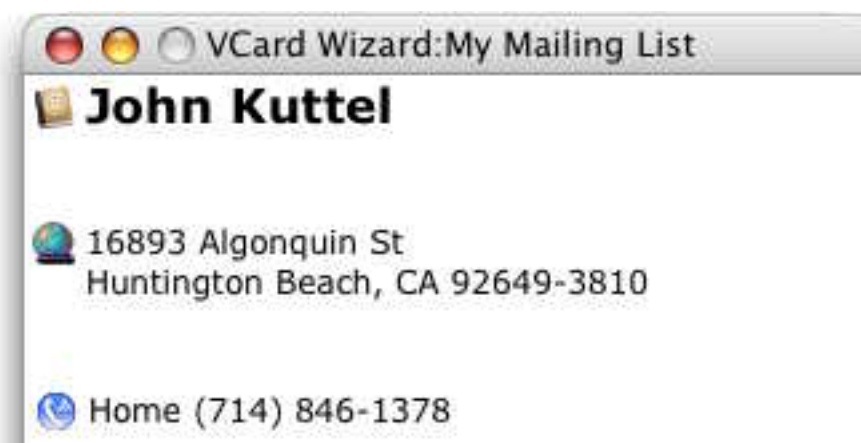 VCard Wizard:My Mailing List
John Kuttel
16893 Algonquin St
Huntington Beach, CA 92649-3810
Home (714) 846-1378